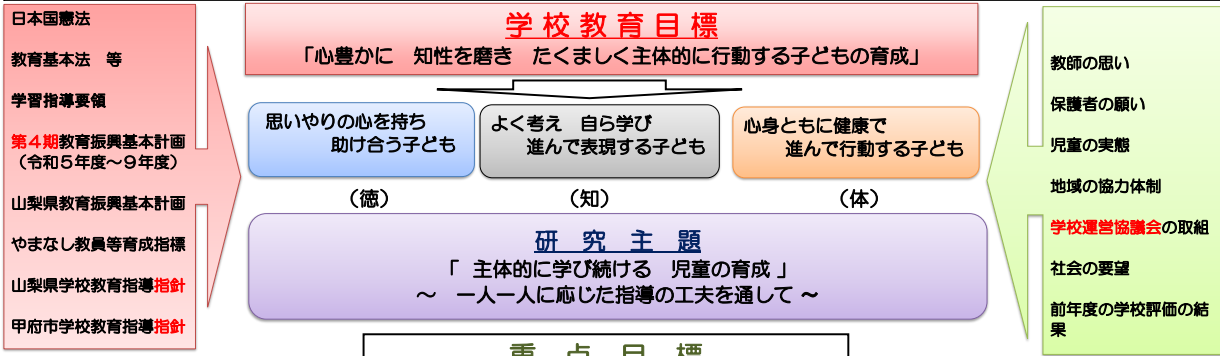 日本国憲法
教育基本法　等
学習指導要領
第４期教育振興基本計画
（令和５年度～９年度）
山梨県教育振興基本計画
やまなし教員等育成指標
山梨県学校教育指導指針
甲府市学校教育指導指針
学 校 教 育 目 標
「心豊かに　知性を磨き　たくましく主体的に行動する子どもの育成」
思いやりの心を持ち
助け合う子ども
よく考え　自ら学び
進んで表現する子ども
心身ともに健康で
進んで行動する子ども
（徳）
（知）
（体）
研　究　主　題
「 主体的に学び続ける　児童の育成 」
～　一人一人に応じた指導の工夫を通して ～
重　点　目　標
教師の思い
保護者の願い
児童の実態
地域の協力体制
学校運営協議会の取組
社会の要望
前年度の学校評価の結
果